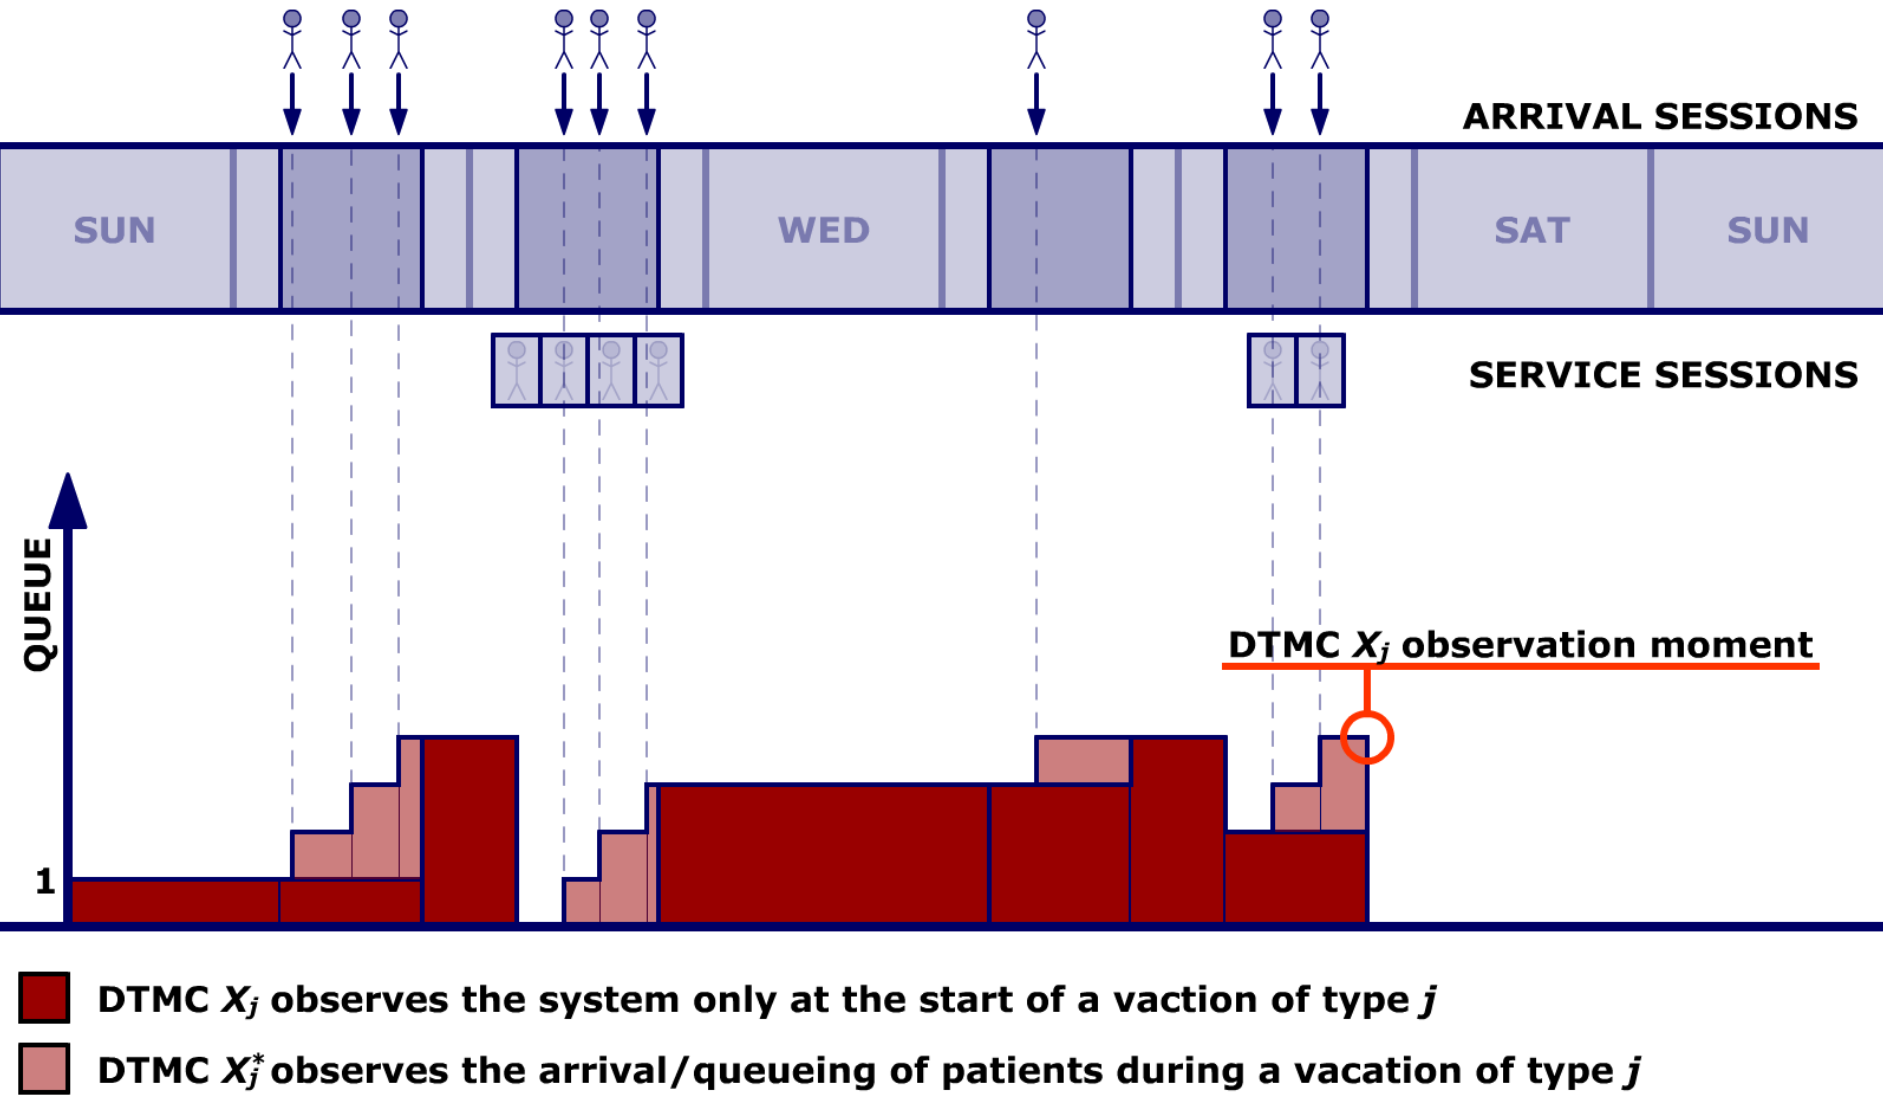 ARRIVAL SESSIONS
SUN
WED
SAT
SUN
SERVICE SESSIONS
QUEUE
DTMC Xj observation moment
1
DTMC Xj observes the system only at the start of a vaction of type j
DTMC Xj* observes the arrival/queueing of patients during a vacation of type j